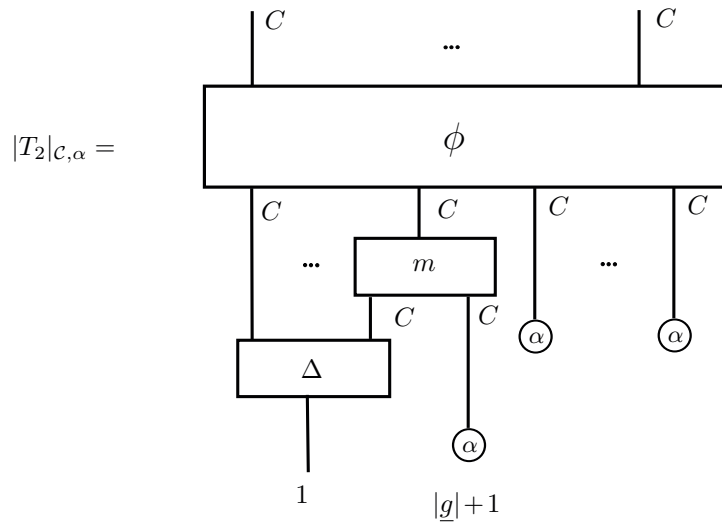 C ... C
|T₂|_{𝒞,α} = ϕ
C C C C
... m ...
C C α α
Δ
α
1 |g̲|+1